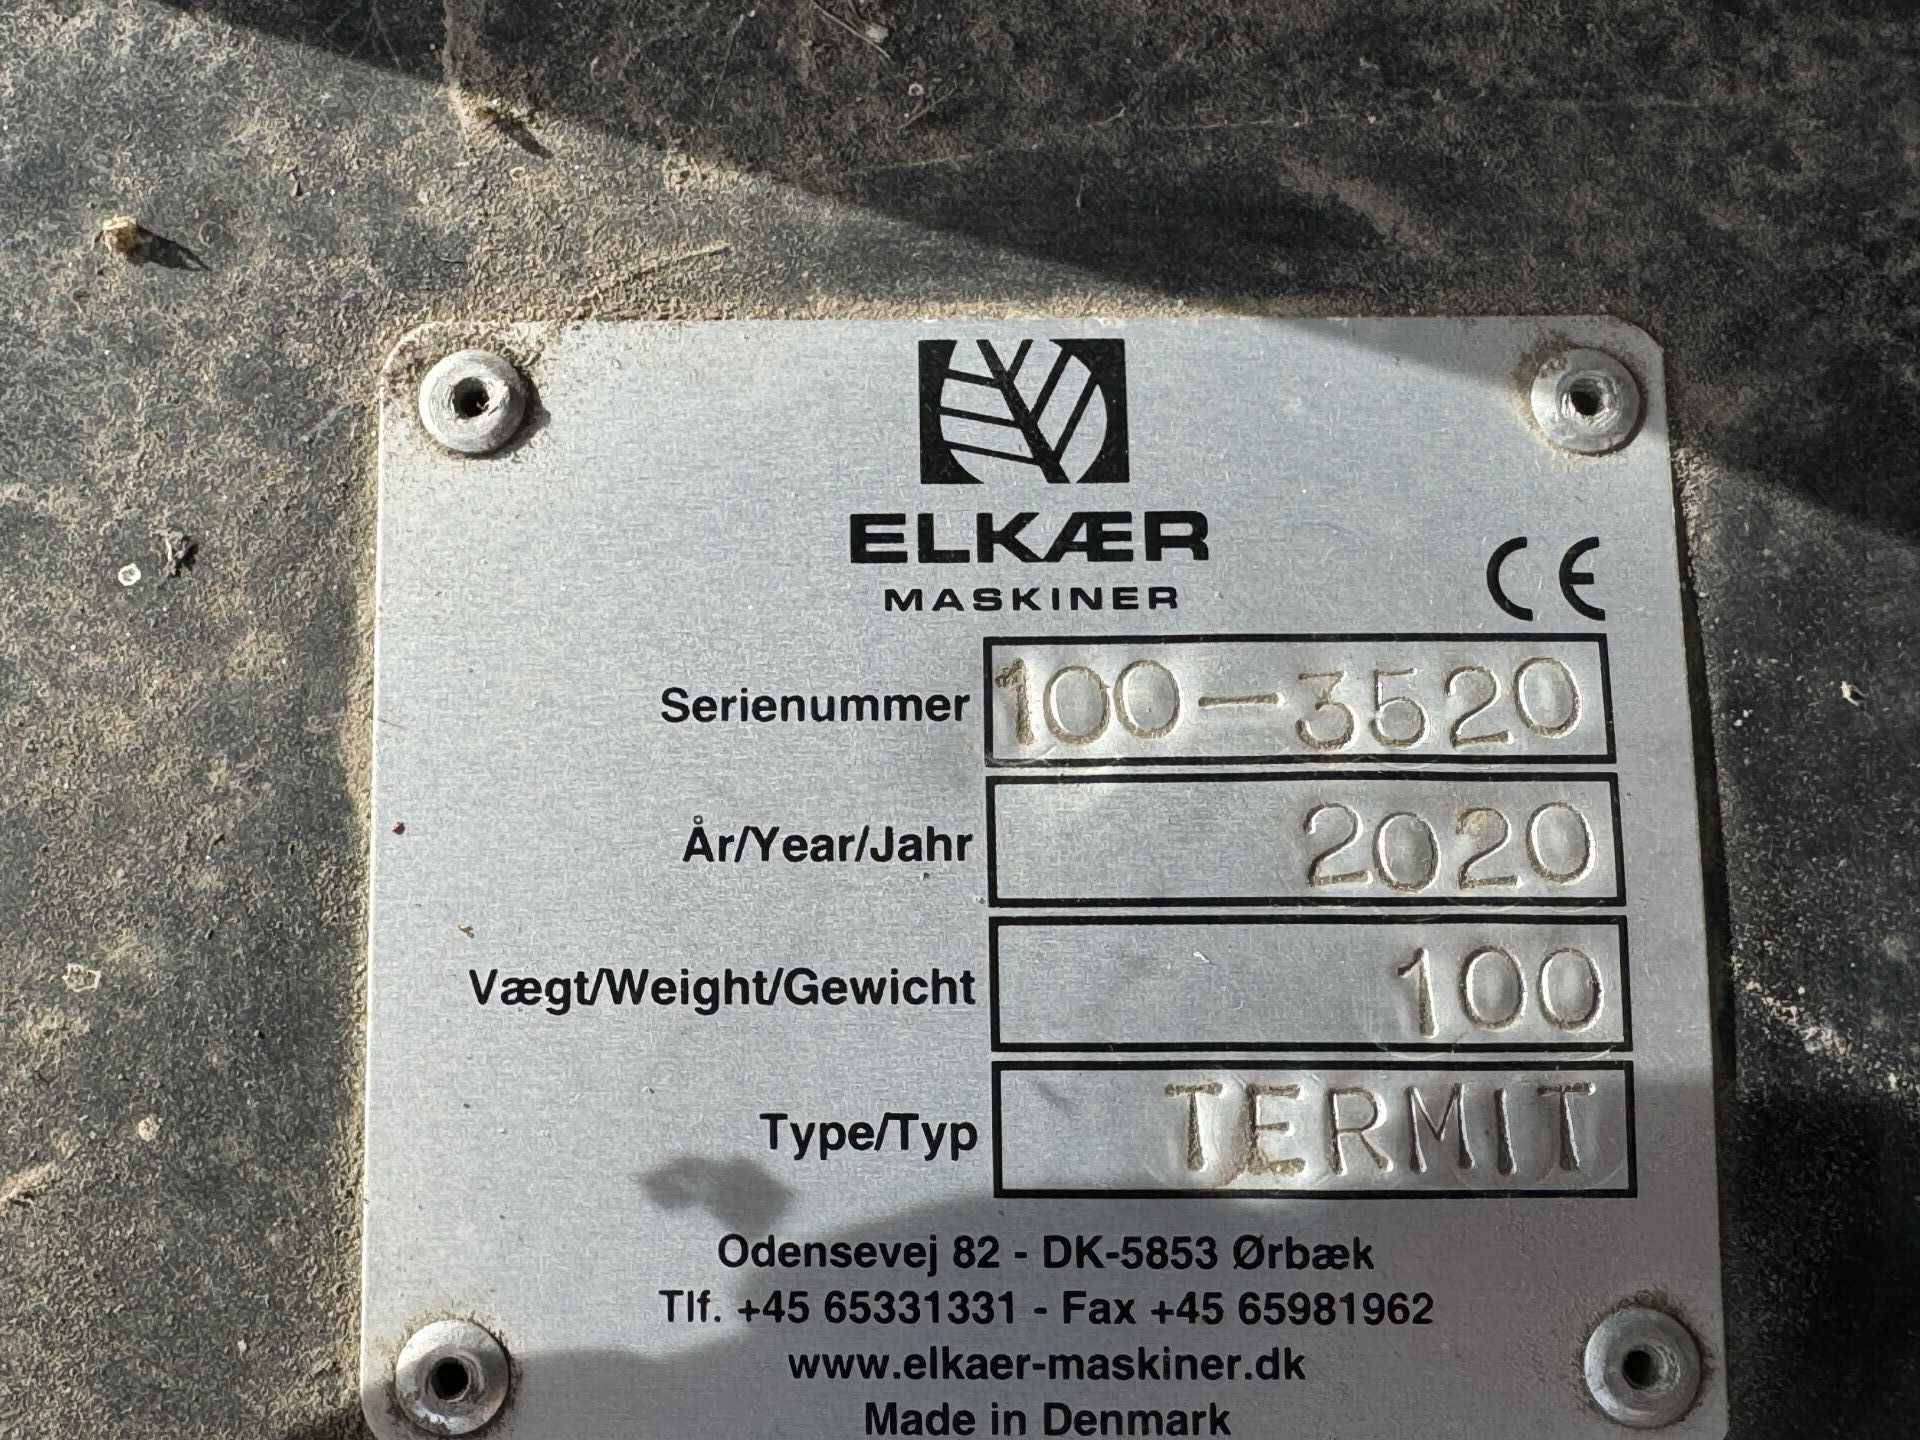 ELKÆR
MASKINER
CE
Serienummer 100-3520
År/Year/Jahr 2020
Vægt/Weight/Gewicht 100
Type/Typ TERMIT
Odensevej 82 - DK-5853 Ørbæk
Tlf. +45 65331331 - Fax +45 65981962
www.elkaer-maskiner.dk
Made in Denmark